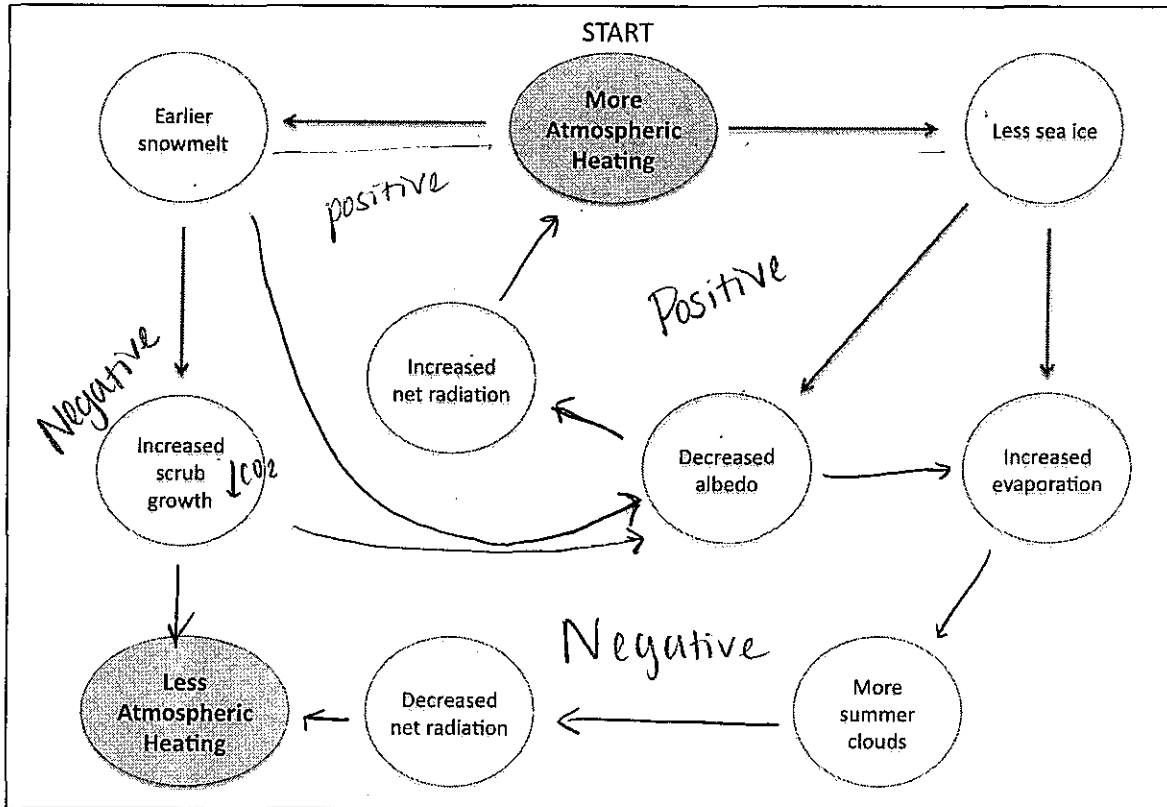 START
More
Atmospheric
Heating
Earlier
snowmelt
Less sea ice
positive
Positive
Increased
net radiation
Negative
Increased
scrub
growth
↓CO2
Decreased
albedo
Increased
evaporation
Negative
Less
Atmospheric
Heating
Decreased
net radiation
More
summer
clouds